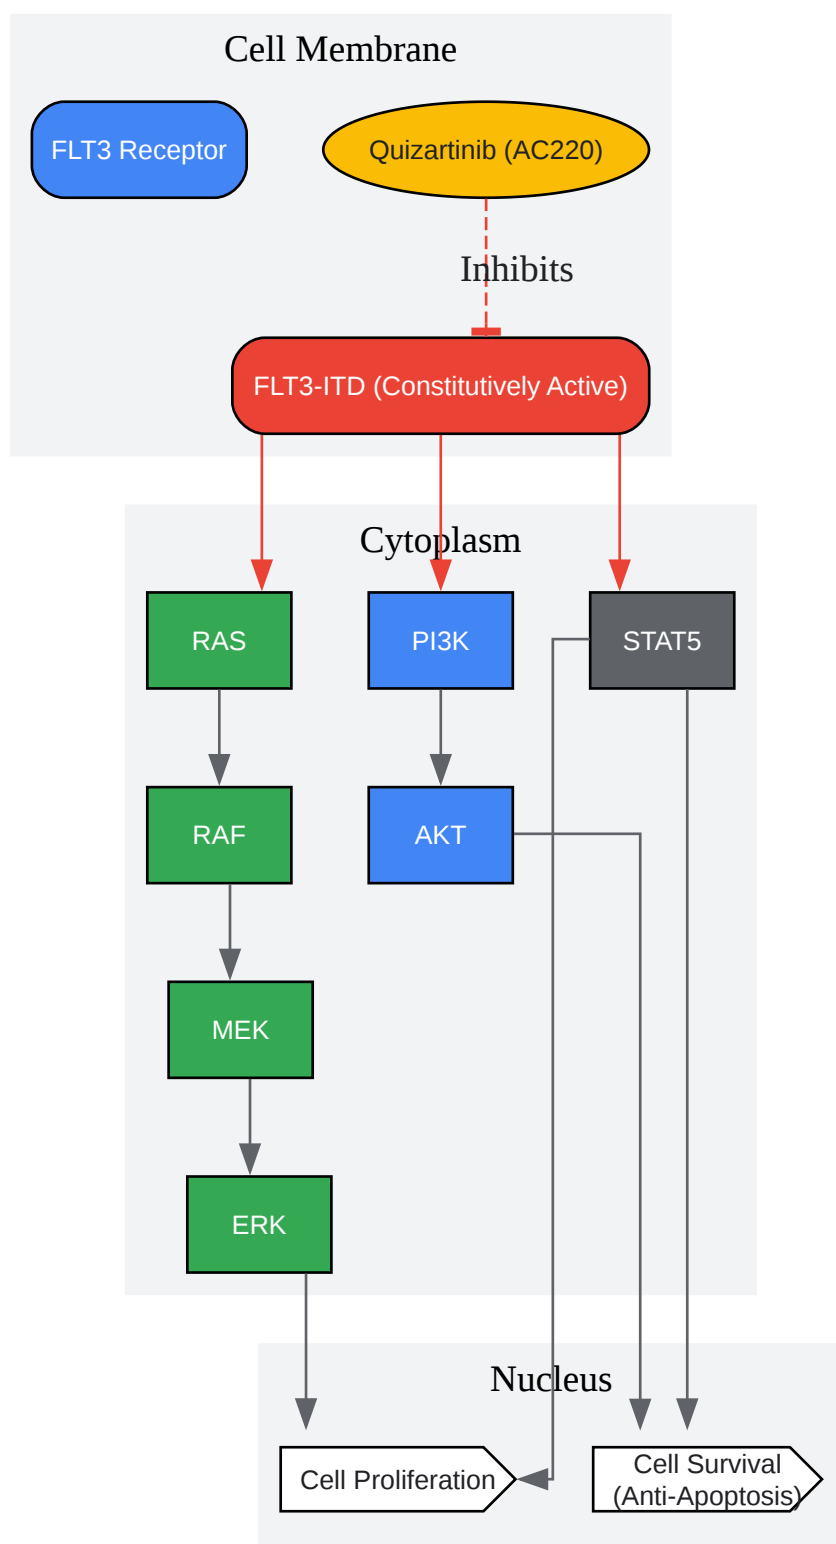 Cell Membrane
FLT3 Receptor
Quizartinib (AC220)
Inhibits
FLT3-ITD (Constitutively Active)
Cytoplasm
RAS
PI3K
STAT5
RAF
AKT
MEK
ERK
Nucleus
Cell Proliferation
Cell Survival
(Anti-Apoptosis)